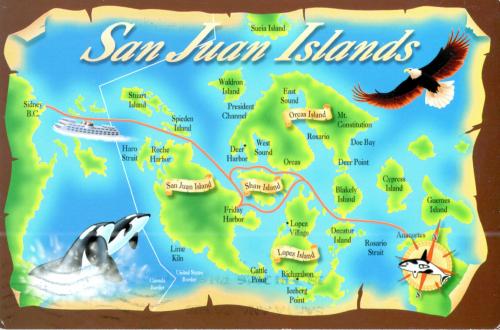 San Juan Islands
Sucia Island
Waldron
Island
Stuart
Island
East
Sound
Sidney
B.C.
President
Channel
Orcas Island
Mt.
Constitution
Spieden
Island
Rosario
Doe Bay
Haro
Strait
Roche
Harbor
Deer
Harbor
West
Sound
Orcas
Deer Point
San Juan Island
Shaw Island
Blakely
Island
Cypress
Island
Guemes
Island
Friday
Harbor
Lopez
Village
Decatur
Island
Anacortes
Rosario
Strait
Lime
Kiln
Lopez Island
N
S
United States
Border
Canada
Border
Cattle
Point
Richardson
Iceberg
Point